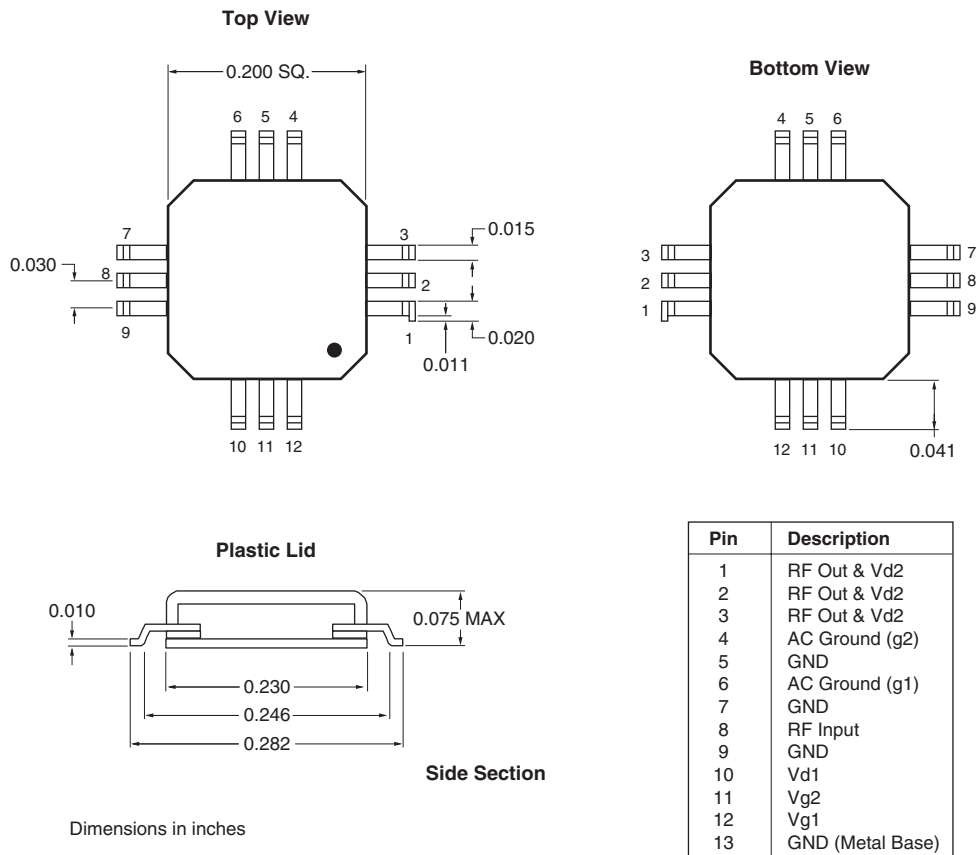 Top View
0.200 SQ.
6 5 4
7
8
9
0.030
3
2
1
0.015
0.020
0.011
10 11 12
Bottom View
4 5 6
3
2
1
7
8
9
12 11 10
0.041
Plastic Lid
0.010
0.075 MAX
0.230
0.246
0.282
Side Section
Dimensions in inches
Pin Description
1 RF Out & Vd2
2 RF Out & Vd2
3 RF Out & Vd2
4 AC Ground (g2)
5 GND
6 AC Ground (g1)
7 GND
8 RF Input
9 GND
10 Vd1
11 Vg2
12 Vg1
13 GND (Metal Base)